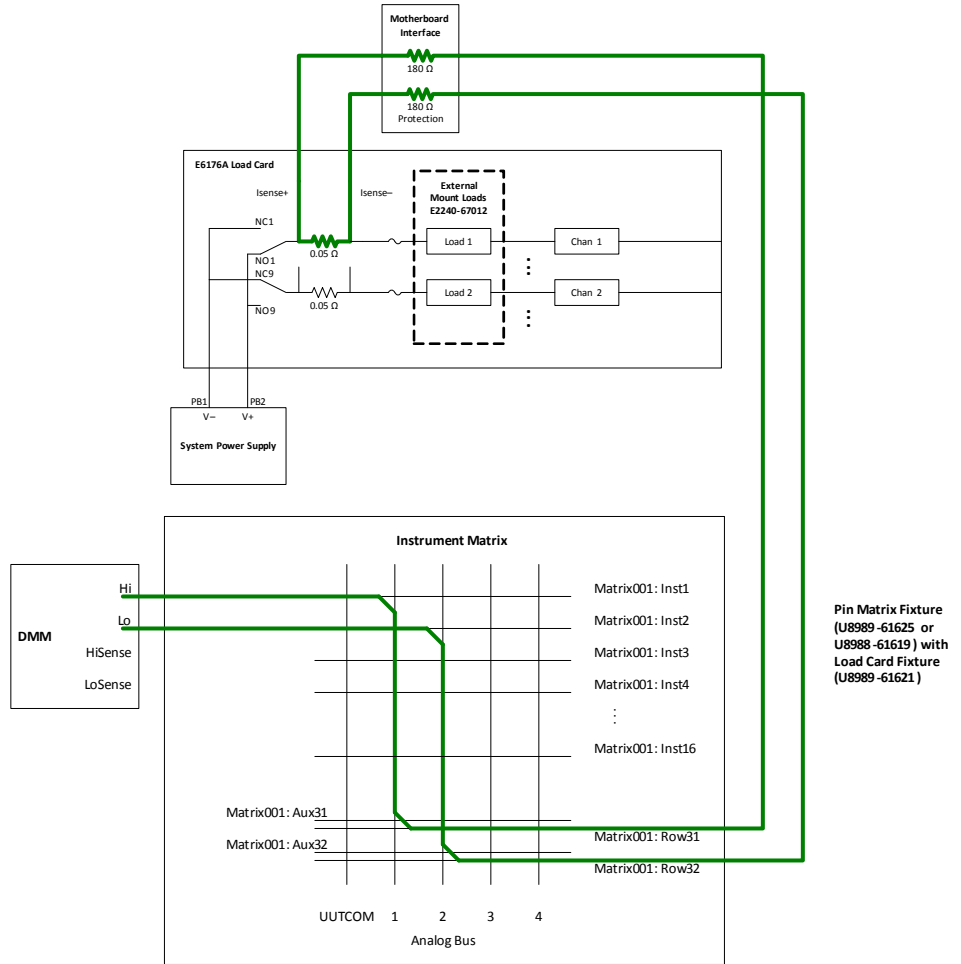 Motherboard
Interface
180 Ω
180 Ω
Protection
E6176A Load Card
Isense+
Isense–
External
Mount Loads
E2240-67012
NC1
Load 1
Chan 1
0.05 Ω
NO1
NC9
Load 2
Chan 2
0.05 Ω
NO9
PB1
PB2
V–
V+
System Power Supply
Instrument Matrix
DMM
Hi
Lo
HiSense
LoSense
Matrix001: Inst1
Matrix001: Inst2
Matrix001: Inst3
Matrix001: Inst4
Matrix001: Inst16
Matrix001: Aux31
Matrix001: Row31
Matrix001: Aux32
Matrix001: Row32
UUTCOM 1 2 3 4
Analog Bus
Pin Matrix Fixture
(U8989-61625 or
U8988-61619) with
Load Card Fixture
(U8989-61621)